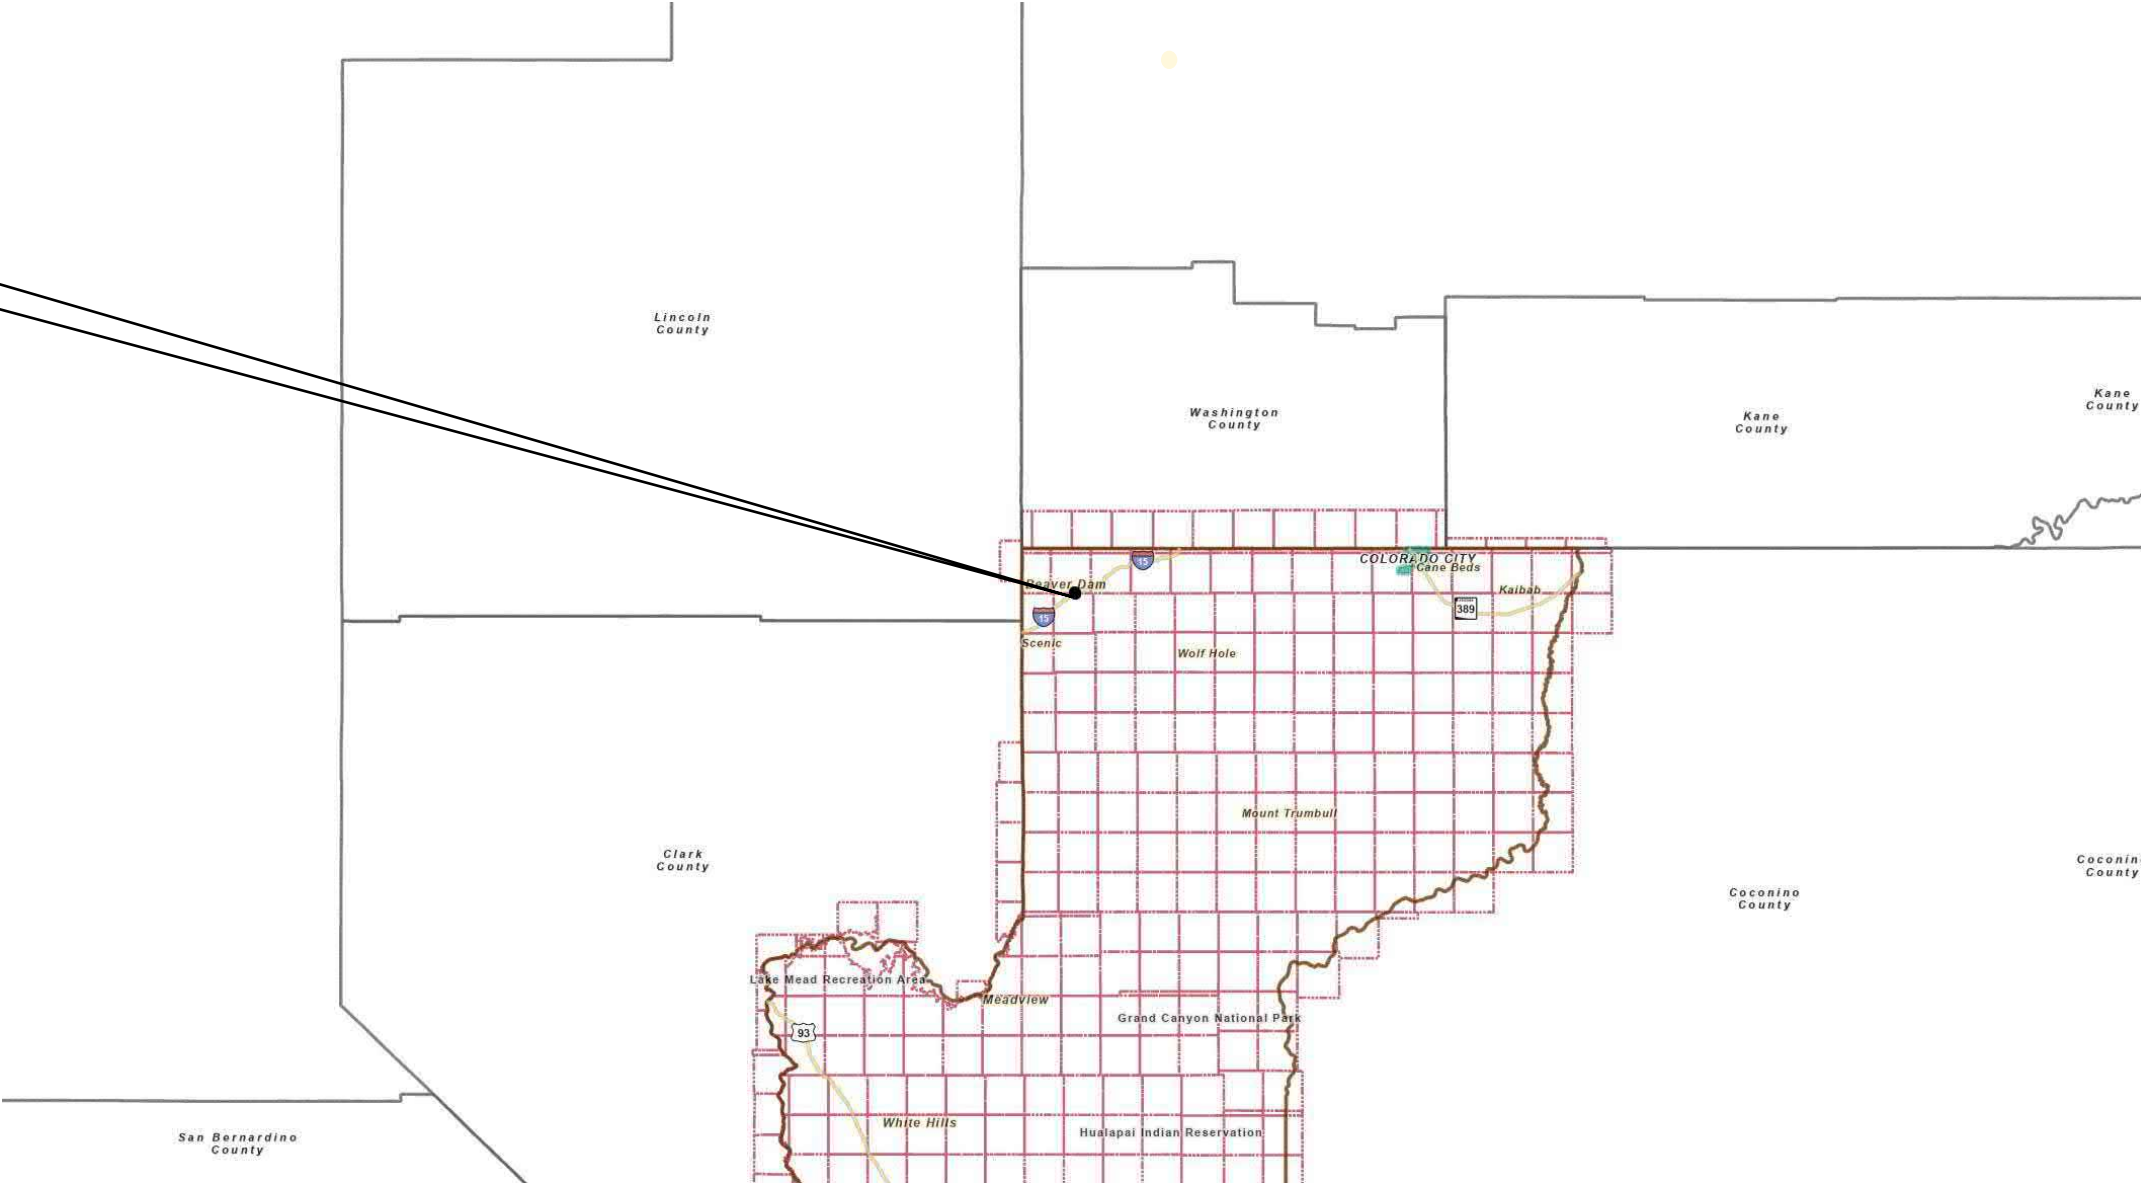 Lincoln
County
Kane
County
Washington
County
Kane
County
15
COLORADO CITY
Cane Beds
Beaver Dam
Kaibab
389
15
Scenic
Wolf Hole
Mount Trumbull
Clark
County
Coconin
County
Coconino
County
Lake Mead Recreation Area
Meadview
Grand Canyon National Park
93
White Hills
Hualapai Indian Reservation
San Bernardino
County